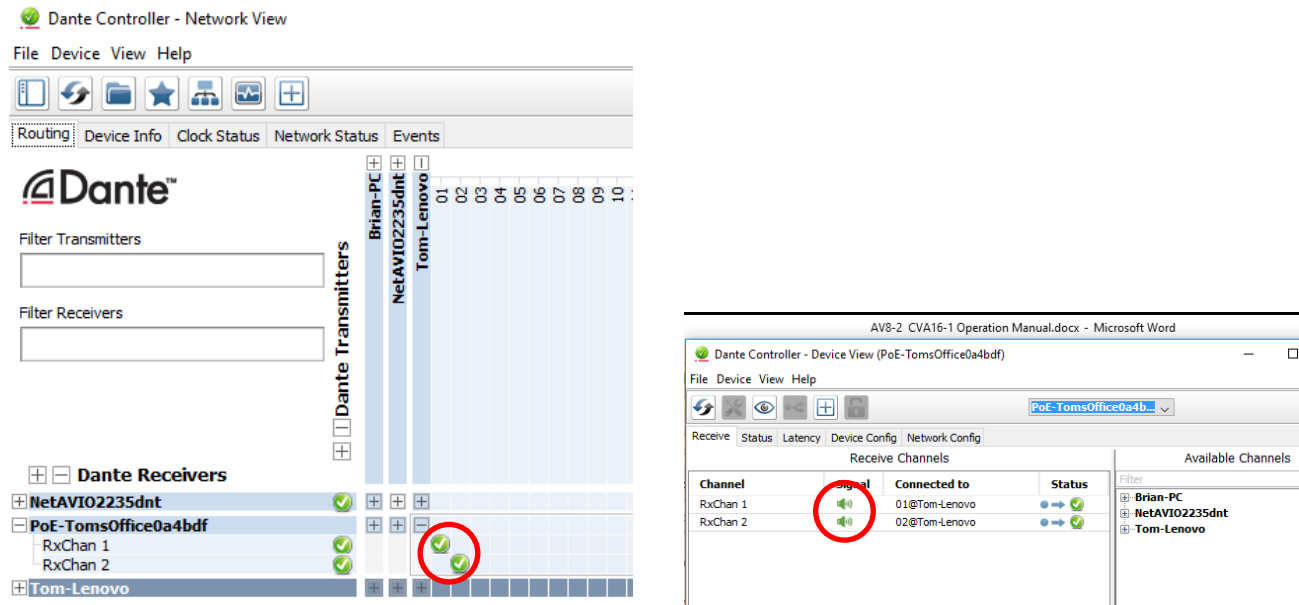 Dante Controller - Network View
File Device View Help
Routing Device Info Clock Status Network Status Events
Dante™
Filter Transmitters
Filter Receivers
Dante Transmitters
Brian-PC
NetAVIO2235dnt
Tom-Lenovo
01 02 03 04 05 06 07 08 09 10
Dante Receivers
NetAVIO2235dnt
PoE-TomsOffice0a4bdf
RxChan 1
RxChan 2
Tom-Lenovo
AV8-2 CVA16-1 Operation Manual.docx - Microsoft Word
Dante Controller - Device View (PoE-TomsOffice0a4bdf)
File Device View Help
PoE-TomsOffice0a4b...
Receive Status Latency Device Config Network Config
Receive Channels Available Channels
Channel Signal Connected to Status Filter
RxChan 1 01@Tom-Lenovo
RxChan 2 02@Tom-Lenovo
Brian-PC
NetAVIO2235dnt
Tom-Lenovo